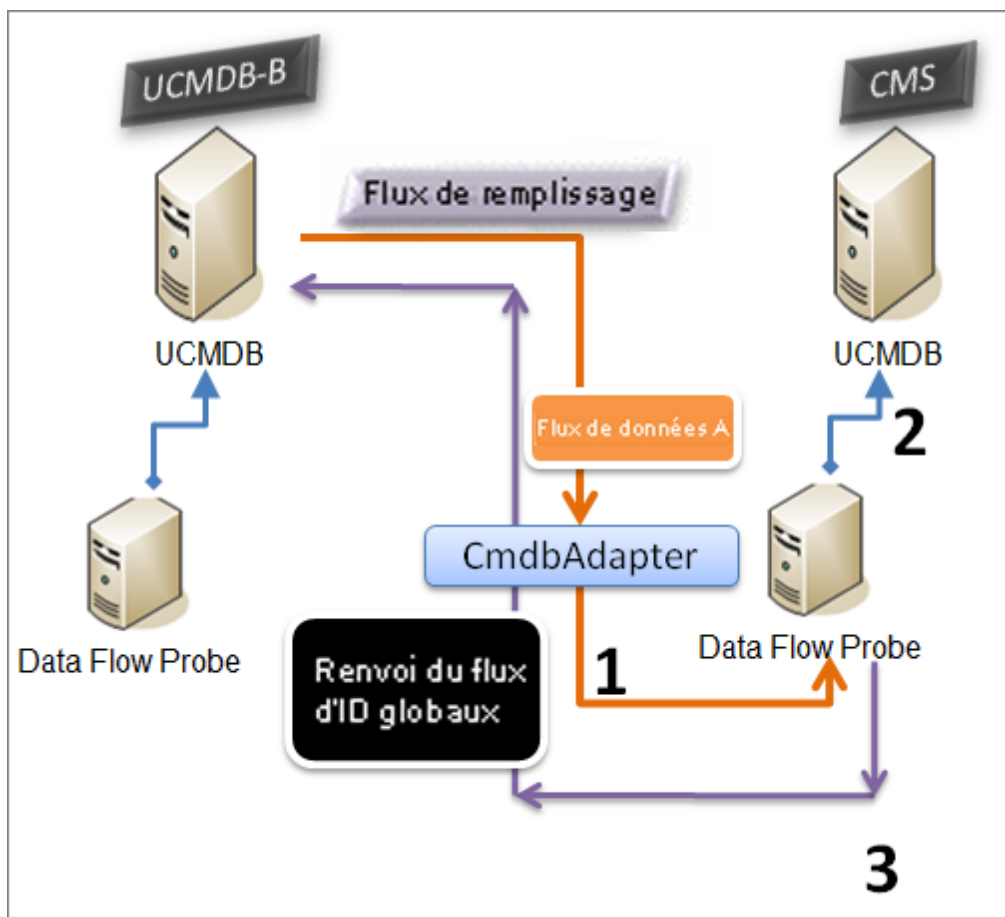 UCMDB-B
CMS
Flux de remplissage
UCMDB
UCMDB
2
Flux de données A
CmdbAdapter
Data Flow Probe
Data Flow Probe
1
Renvoi du flux
d'ID globaux
3